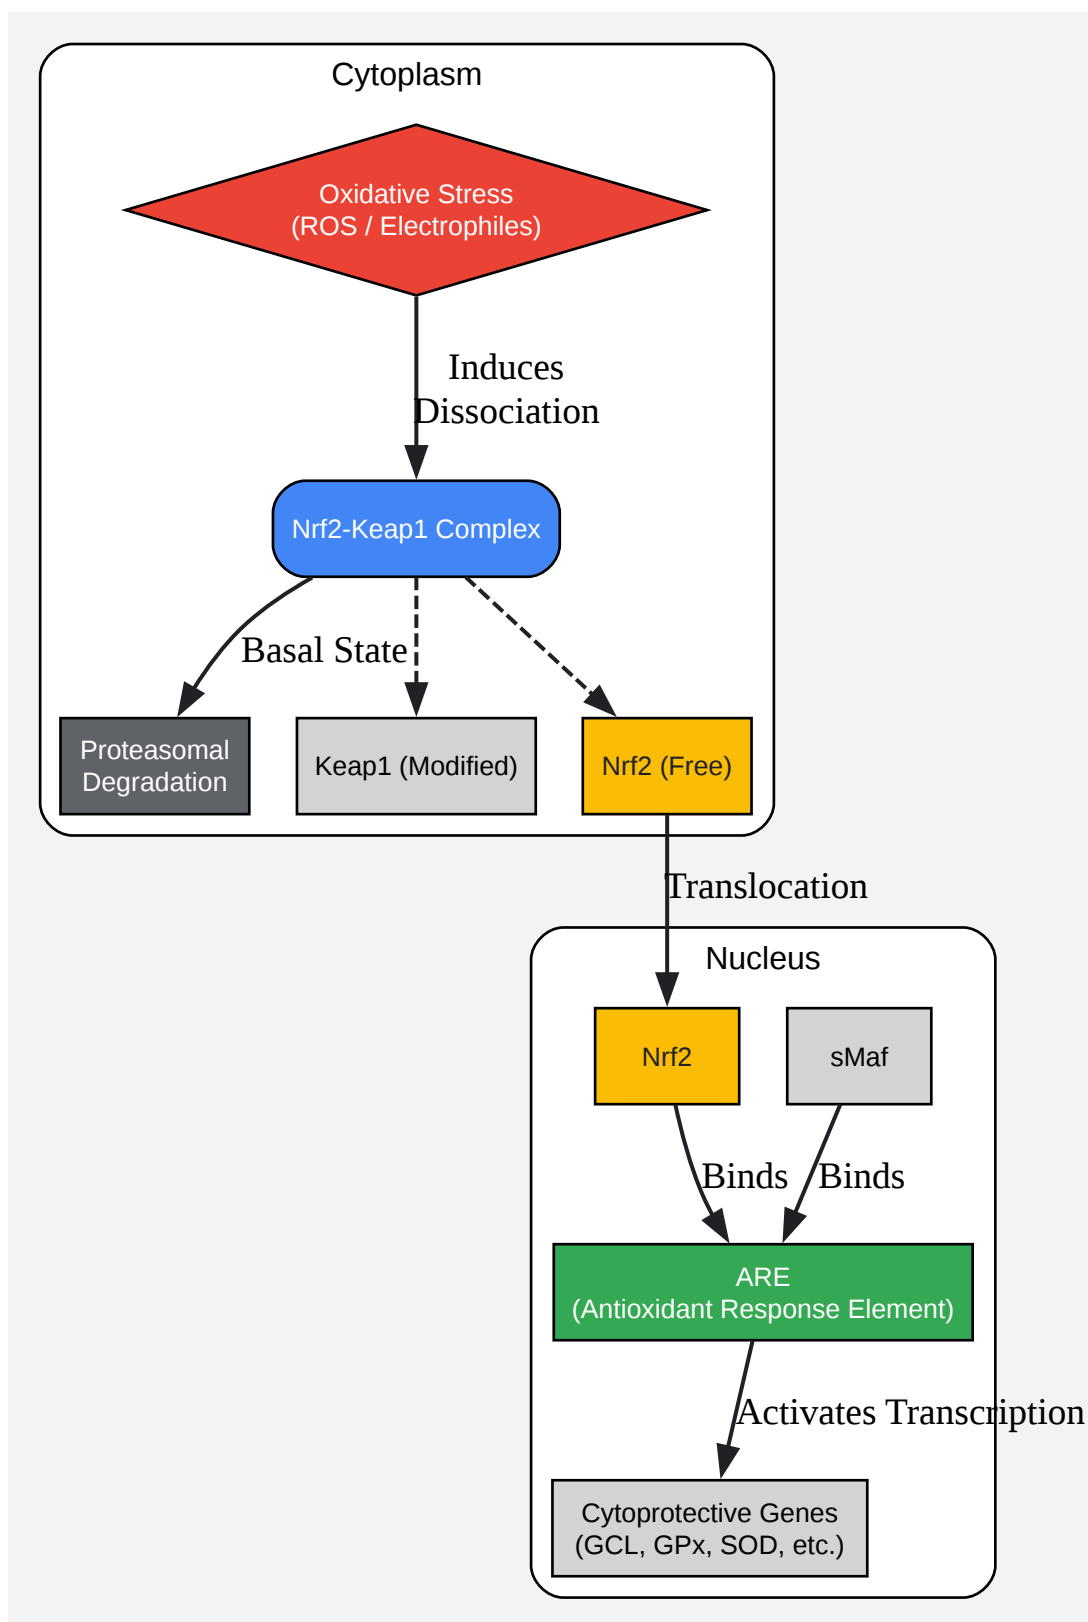 Cytoplasm
Oxidative Stress
(ROS / Electrophiles)
Induces
Dissociation
Nrf2-Keap1 Complex
Basal State
Proteasomal
Degradation
Keap1 (Modified)
Nrf2 (Free)
Translocation
Nucleus
Nrf2
sMaf
Binds
Binds
ARE
(Antioxidant Response Element)
Activates Transcription
Cytoprotective Genes
(GCL, GPx, SOD, etc.)